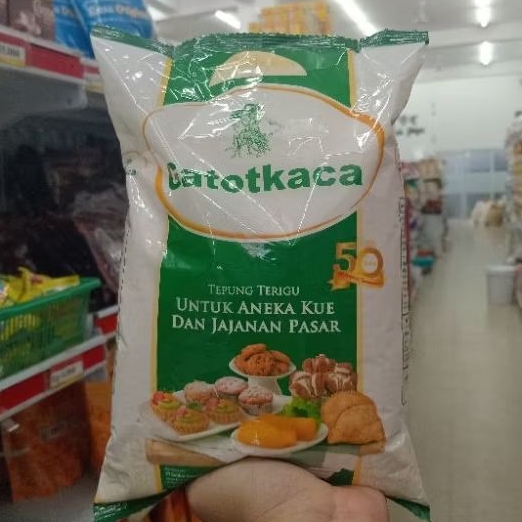 Gatotkaca
50
TEPUNG TERIGU
UNTUK ANEKA KUE
DAN JAJANAN PASAR